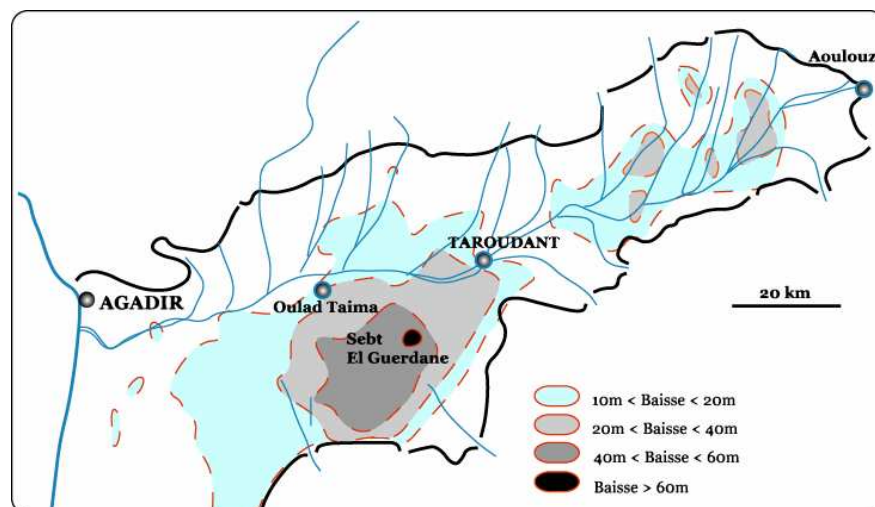 Aoulouz
TAROUDANT
AGADIR
Oulad Taima
20 km
Sebt
El Guerdane
10m < Baisse < 20m
20m < Baisse < 40m
40m < Baisse < 60m
Baisse > 60m